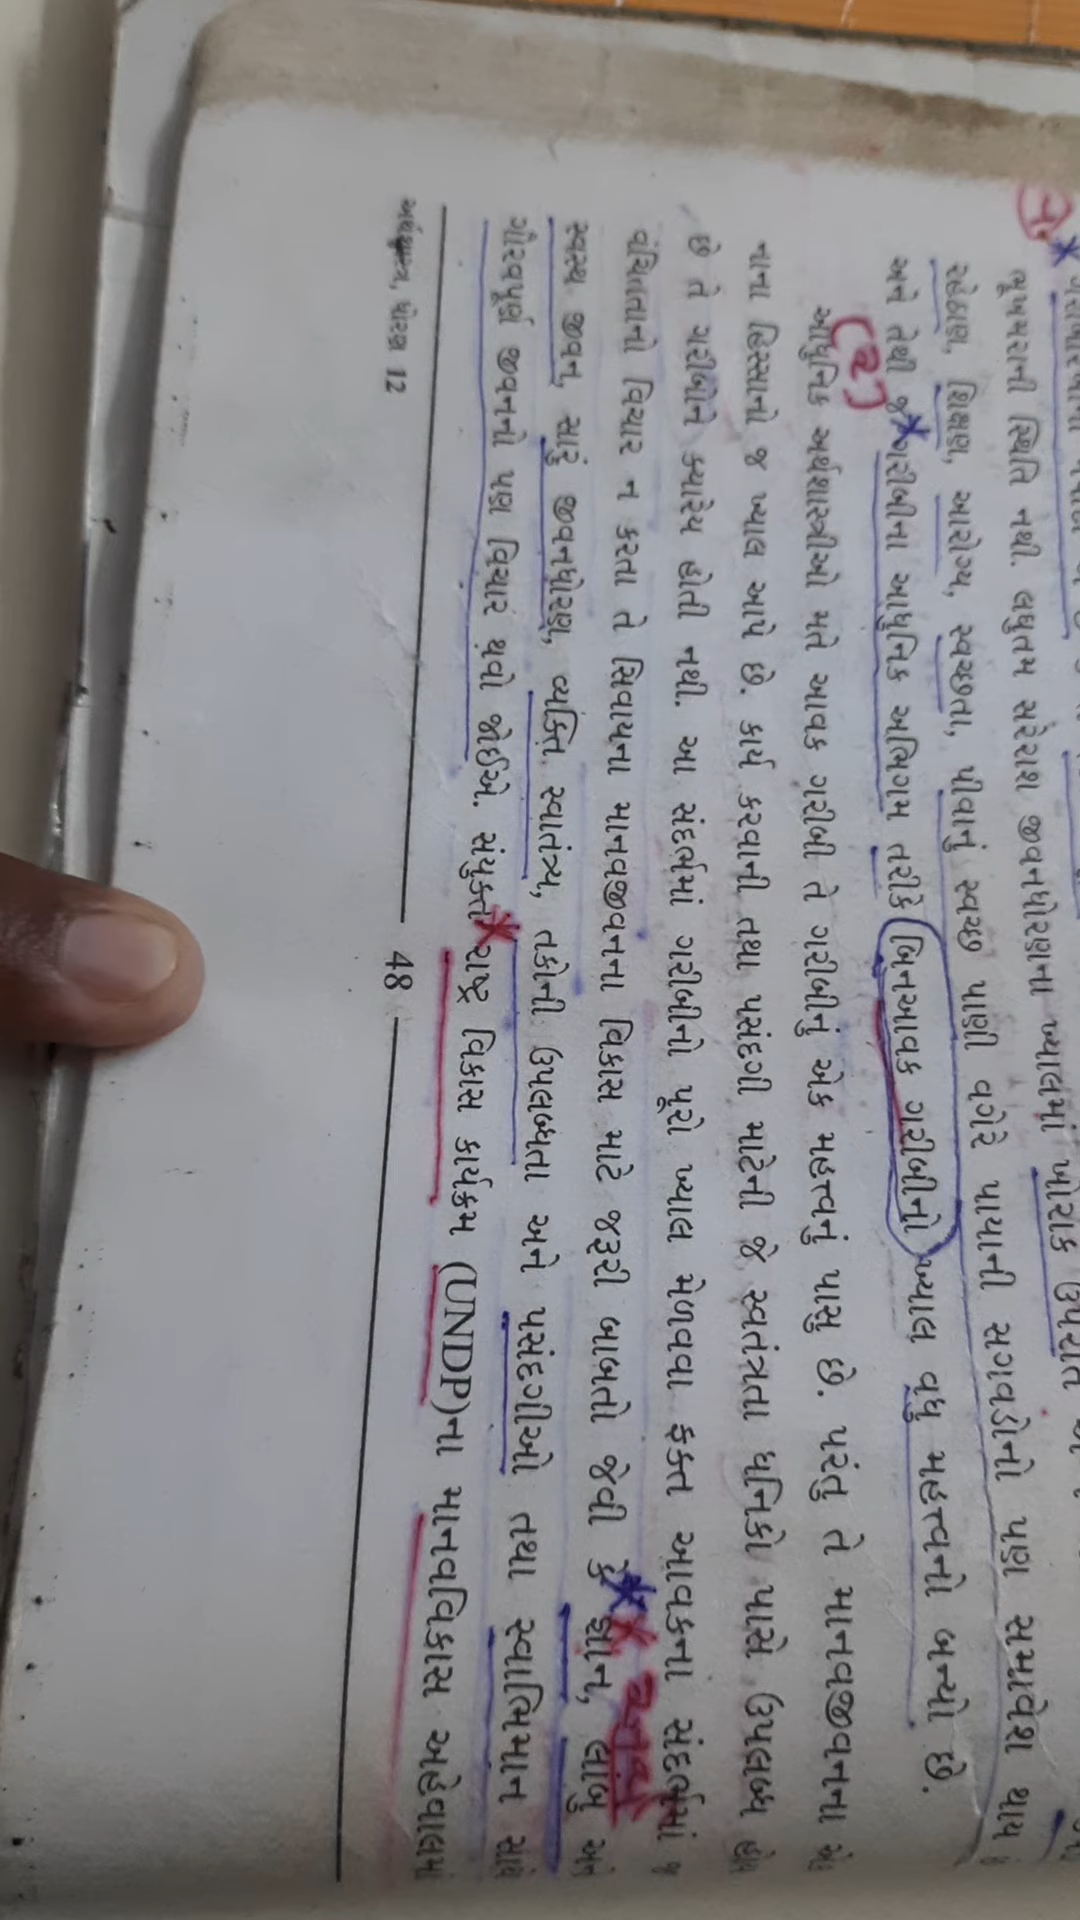 ભૂખમરાની સ્થિતિ નથી. લઘુતમ સરેરાશ જીવનધોરણના ખ્યાલમાં ખોરાક ઉપરાંત
રહેઠાણ, શિક્ષણ, આરોગ્ય, સ્વચ્છતા, પીવાનું સ્વચ્છ પાણી વગેરે પાયાની સગવડોનો પણ સમાવેશ થાય
અને તેથી જ ગરીબીના આધુનિક અભિગમ તરીકે બિનઆવક ગરીબીનો ખ્યાલ વધુ મહત્ત્વનો બન્યો છે.
(2)
આધુનિક અર્થશાસ્ત્રીઓ મતે આવક ગરીબી તે ગરીબીનું એક મહત્ત્વનું પાસુ છે. પરંતુ તે માનવજીવનના
નાના હિસ્સાનો જ ખ્યાલ આપે છે. કાર્ય કરવાની તથા પસંદગી માટેની જે સ્વતંત્રતા ધનિકો પાસે ઉપલબ્ધ
છે તે ગરીબોને ક્યારેય હોતી નથી. આ સંદર્ભમાં ગરીબીનો પૂરો ખ્યાલ મેળવવા ફક્ત આવકના સંદર્ભમાં જ
વંચિતતાનો વિચાર ન કરતા તે સિવાયના માનવજીવનના વિકાસ માટે જરૂરી બાબતો જેવી કે જ્ઞાન, લાંબુ
સ્વસ્થ જીવન, સારું જીવનધોરણ, વ્યક્તિ સ્વાતંત્ર્ય, તકોની ઉપલબ્ધતા અને પસંદગીઓ તથા સ્વાભિમાન
ગૌરવપૂર્ણ જીવનનો પણ વિચાર થવો જોઈએ. સંયુક્ત રાષ્ટ્ર વિકાસ કાર્યક્રમ (UNDP)ના માનવવિકાસ અહેવાલમાં
અર્થશાસ્ત્ર, ધોરણ 12
48